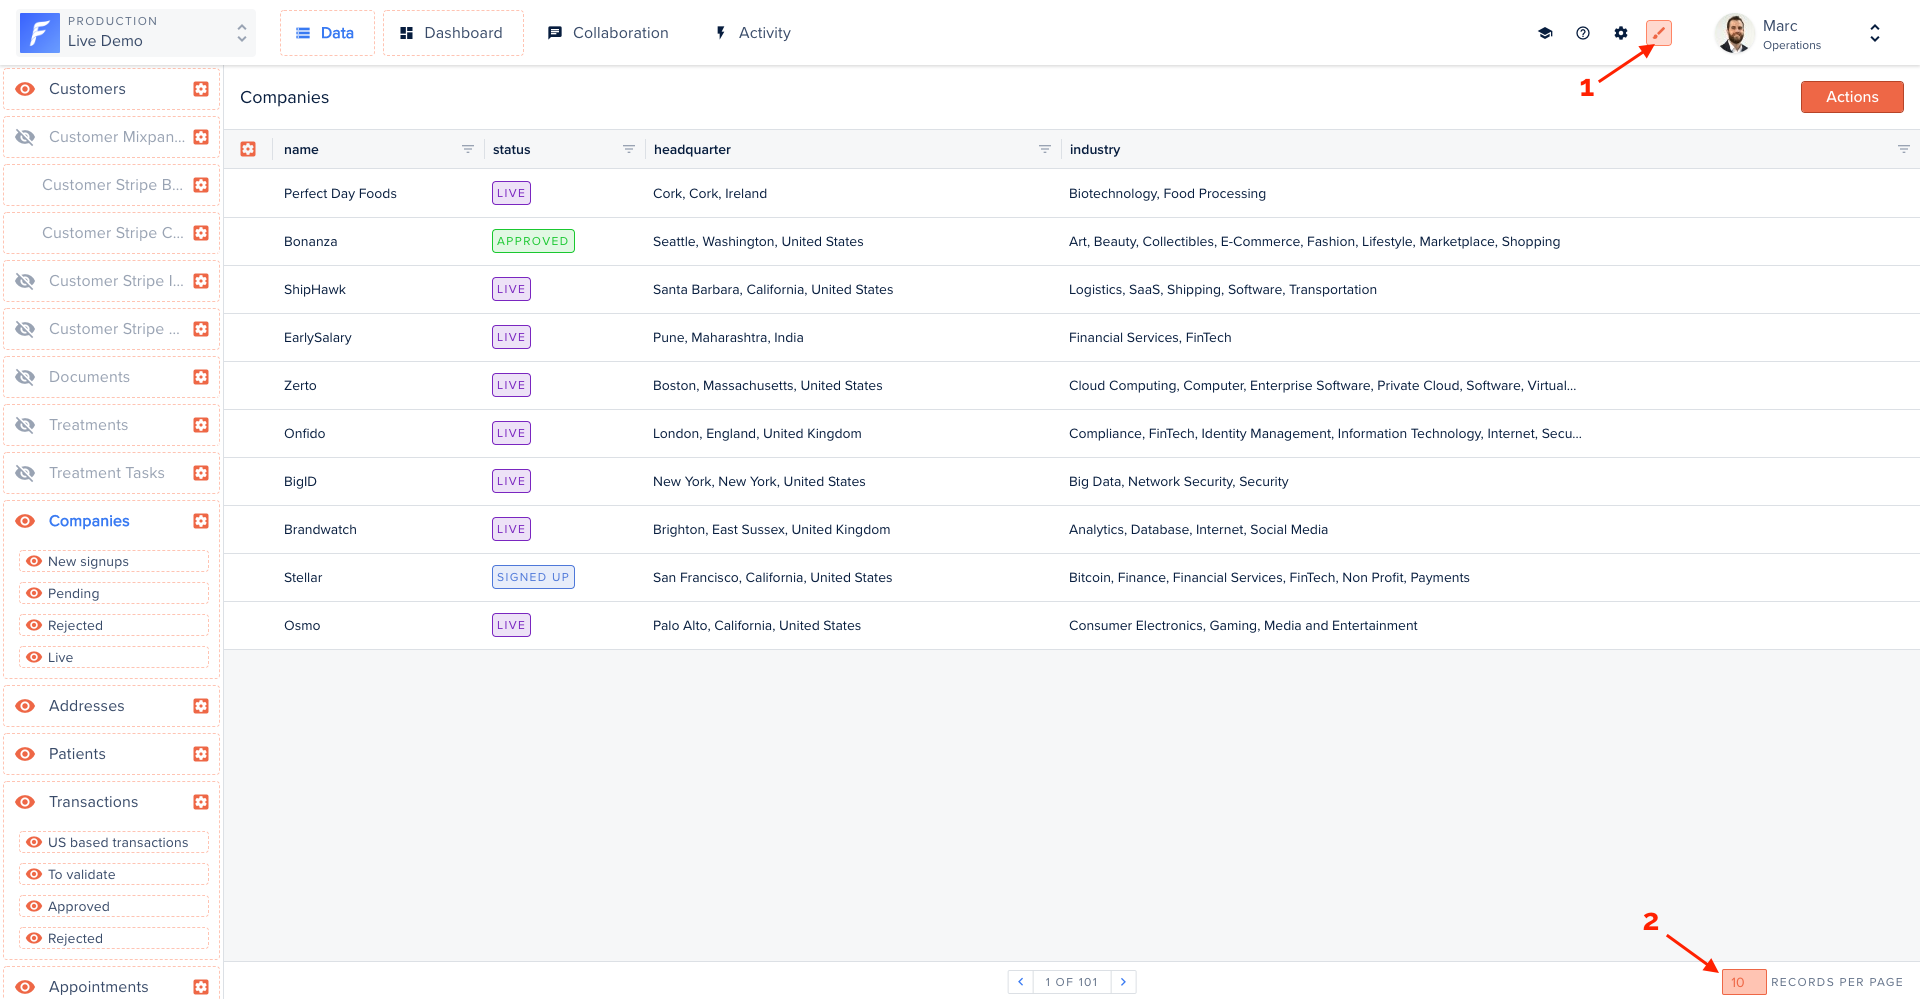 PRODUCTION
Live Demo
Data
Dashboard
Collaboration
Activity
Marc
Operations
1
Customers
Customer Mixpan...
Customer Stripe B...
Customer Stripe C...
Customer Stripe I...
Customer Stripe ...
Documents
Treatments
Treatment Tasks
Companies
New signups
Pending
Rejected
Live
Addresses
Patients
Transactions
US based transactions
To validate
Approved
Rejected
Appointments
Companies
Actions
name status headquarter industry
Perfect Day Foods LIVE Cork, Cork, Ireland Biotechnology, Food Processing
Bonanza APPROVED Seattle, Washington, United States Art, Beauty, Collectibles, E-Commerce, Fashion, Lifestyle, Marketplace, Shopping
ShipHawk LIVE Santa Barbara, California, United States Logistics, SaaS, Shipping, Software, Transportation
EarlySalary LIVE Pune, Maharashtra, India Financial Services, FinTech
Zerto LIVE Boston, Massachusetts, United States Cloud Computing, Computer, Enterprise Software, Private Cloud, Software, Virtual...
Onfido LIVE London, England, United Kingdom Compliance, FinTech, Identity Management, Information Technology, Internet, Secu...
BigID LIVE New York, New York, United States Big Data, Network Security, Security
Brandwatch LIVE Brighton, East Sussex, United Kingdom Analytics, Database, Internet, Social Media
Stellar SIGNED UP San Francisco, California, United States Bitcoin, Finance, Financial Services, FinTech, Non Profit, Payments
Osmo LIVE Palo Alto, California, United States Consumer Electronics, Gaming, Media and Entertainment
2
1 OF 101
10 RECORDS PER PAGE